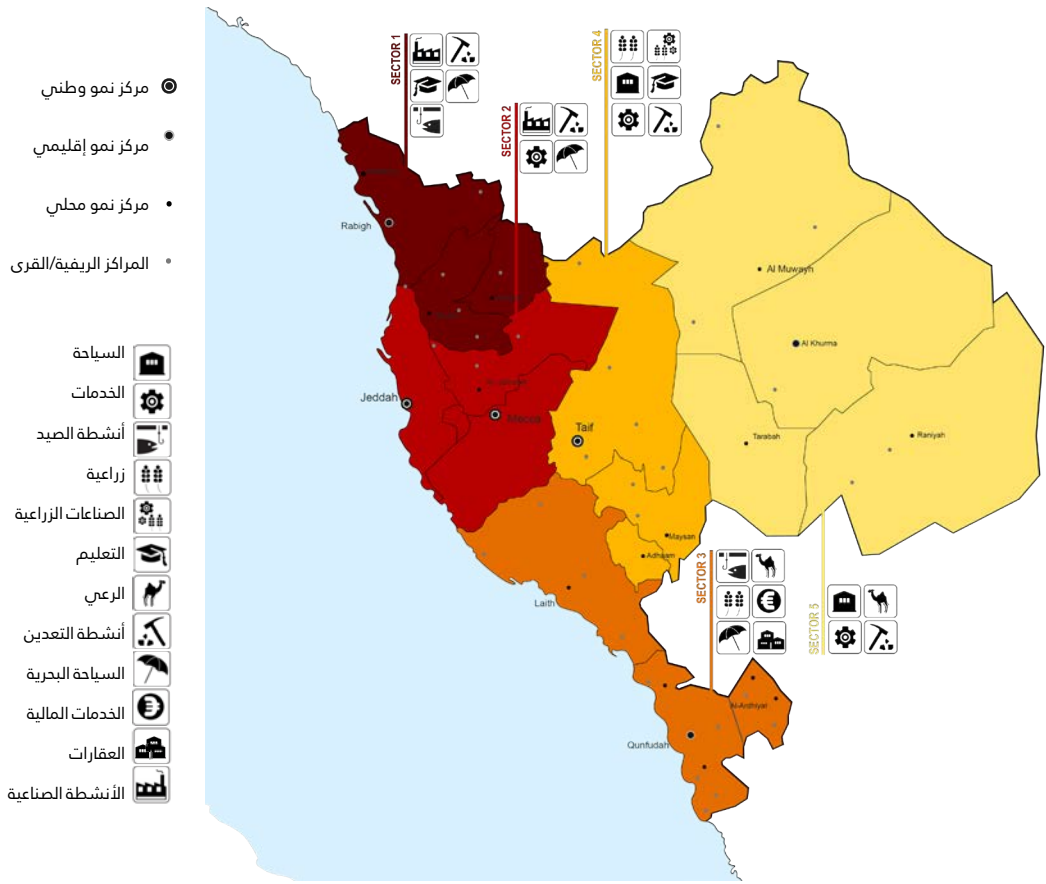 مركز نمو وطني
مركز نمو إقليمي
مركز نمو محلي
المراكز الريفية/القرى
السياحة
الخدمات
أنشطة الصيد
زراعية
الصناعات الزراعية
التعليم
الرعي
أنشطة التعدين
السياحة البحرية
الخدمات المالية
العقارات
الأنشطة الصناعية
SECTOR 1
SECTOR 2
SECTOR 4
SECTOR 3
SECTOR 5
Rabigh
Jeddah
Mecca
Taif
Al Muwayh
Al Khurma
Tarabah
Raniyah
Maysan
Adham
Laith
Al-Ardhiyat
Qunfudah